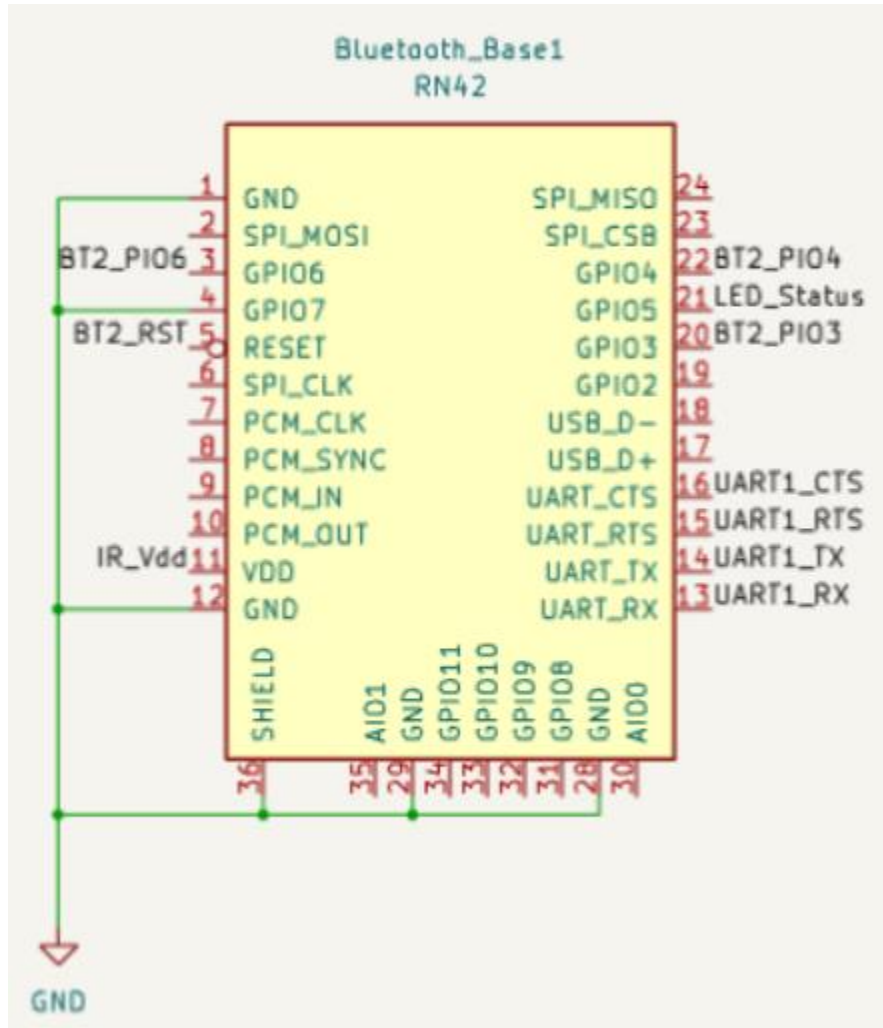 Bluetooth_Base1
RN42
1 GND SPI_MISO 24
2 SPI_MOSI SPI_CSB 23
BT2_PIO6 3 GPIO6 GPIO4 22 BT2_PIO4
4 GPIO7 GPIO5 21 LED_Status
BT2_RST 5 RESET GPIO3 20 BT2_PIO3
6 SPI_CLK GPIO2 19
7 PCM_CLK USB_D- 18
8 PCM_SYNC USB_D+ 17
9 PCM_IN UART_CTS 16 UART1_CTS
10 PCM_OUT UART_RTS 15 UART1_RTS
IR_Vdd 11 VDD UART_TX 14 UART1_TX
12 GND UART_RX 13 UART1_RX
SHIELD 36
AIO1 35
GND 29
GPIO11 34
GPIO10 33
GPIO9 32
GPIO8 31
GND 28
AIO0 30
GND